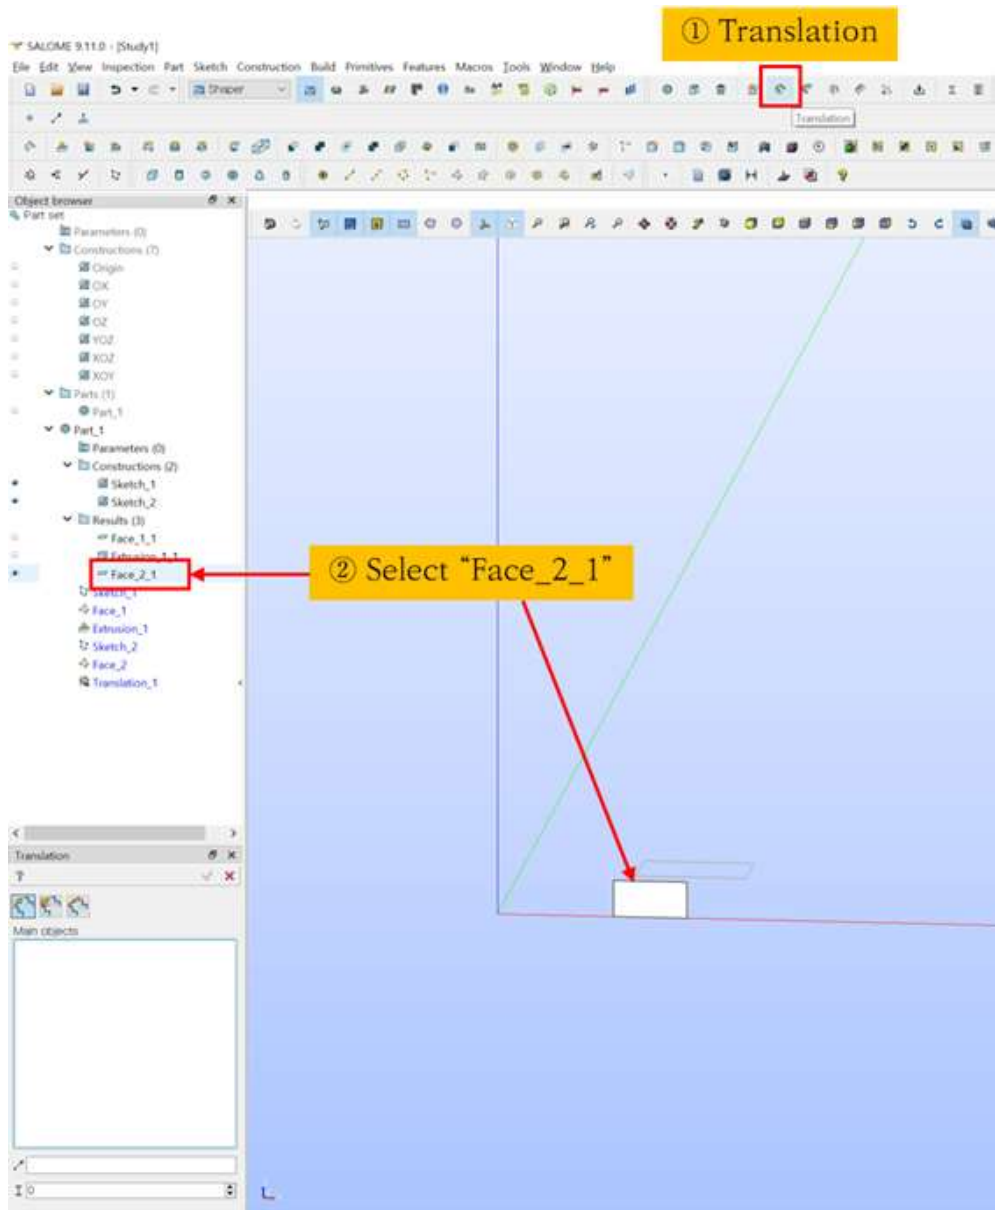 ① Translation
SALOME 9.11.0 - [Study1]
File Edit View Inspection Part Sketch Construction Build Primitives Features Macros Tools Window Help
Shaper
Translation
Object browser
Part set
Parameters (0)
Constructions (7)
Origin
OX
OY
OZ
YOZ
XOZ
XOY
Parts (1)
Part_1
Part_1
Parameters (0)
Constructions (2)
Sketch_1
Sketch_2
Results (3)
Face_1_1
Extrusion_1_1
② Select “Face_2_1”
Face_2_1
Sketch_1
Face_1
Extrusion_1
Sketch_2
Face_2
Translation_1
Translation
Main objects
0